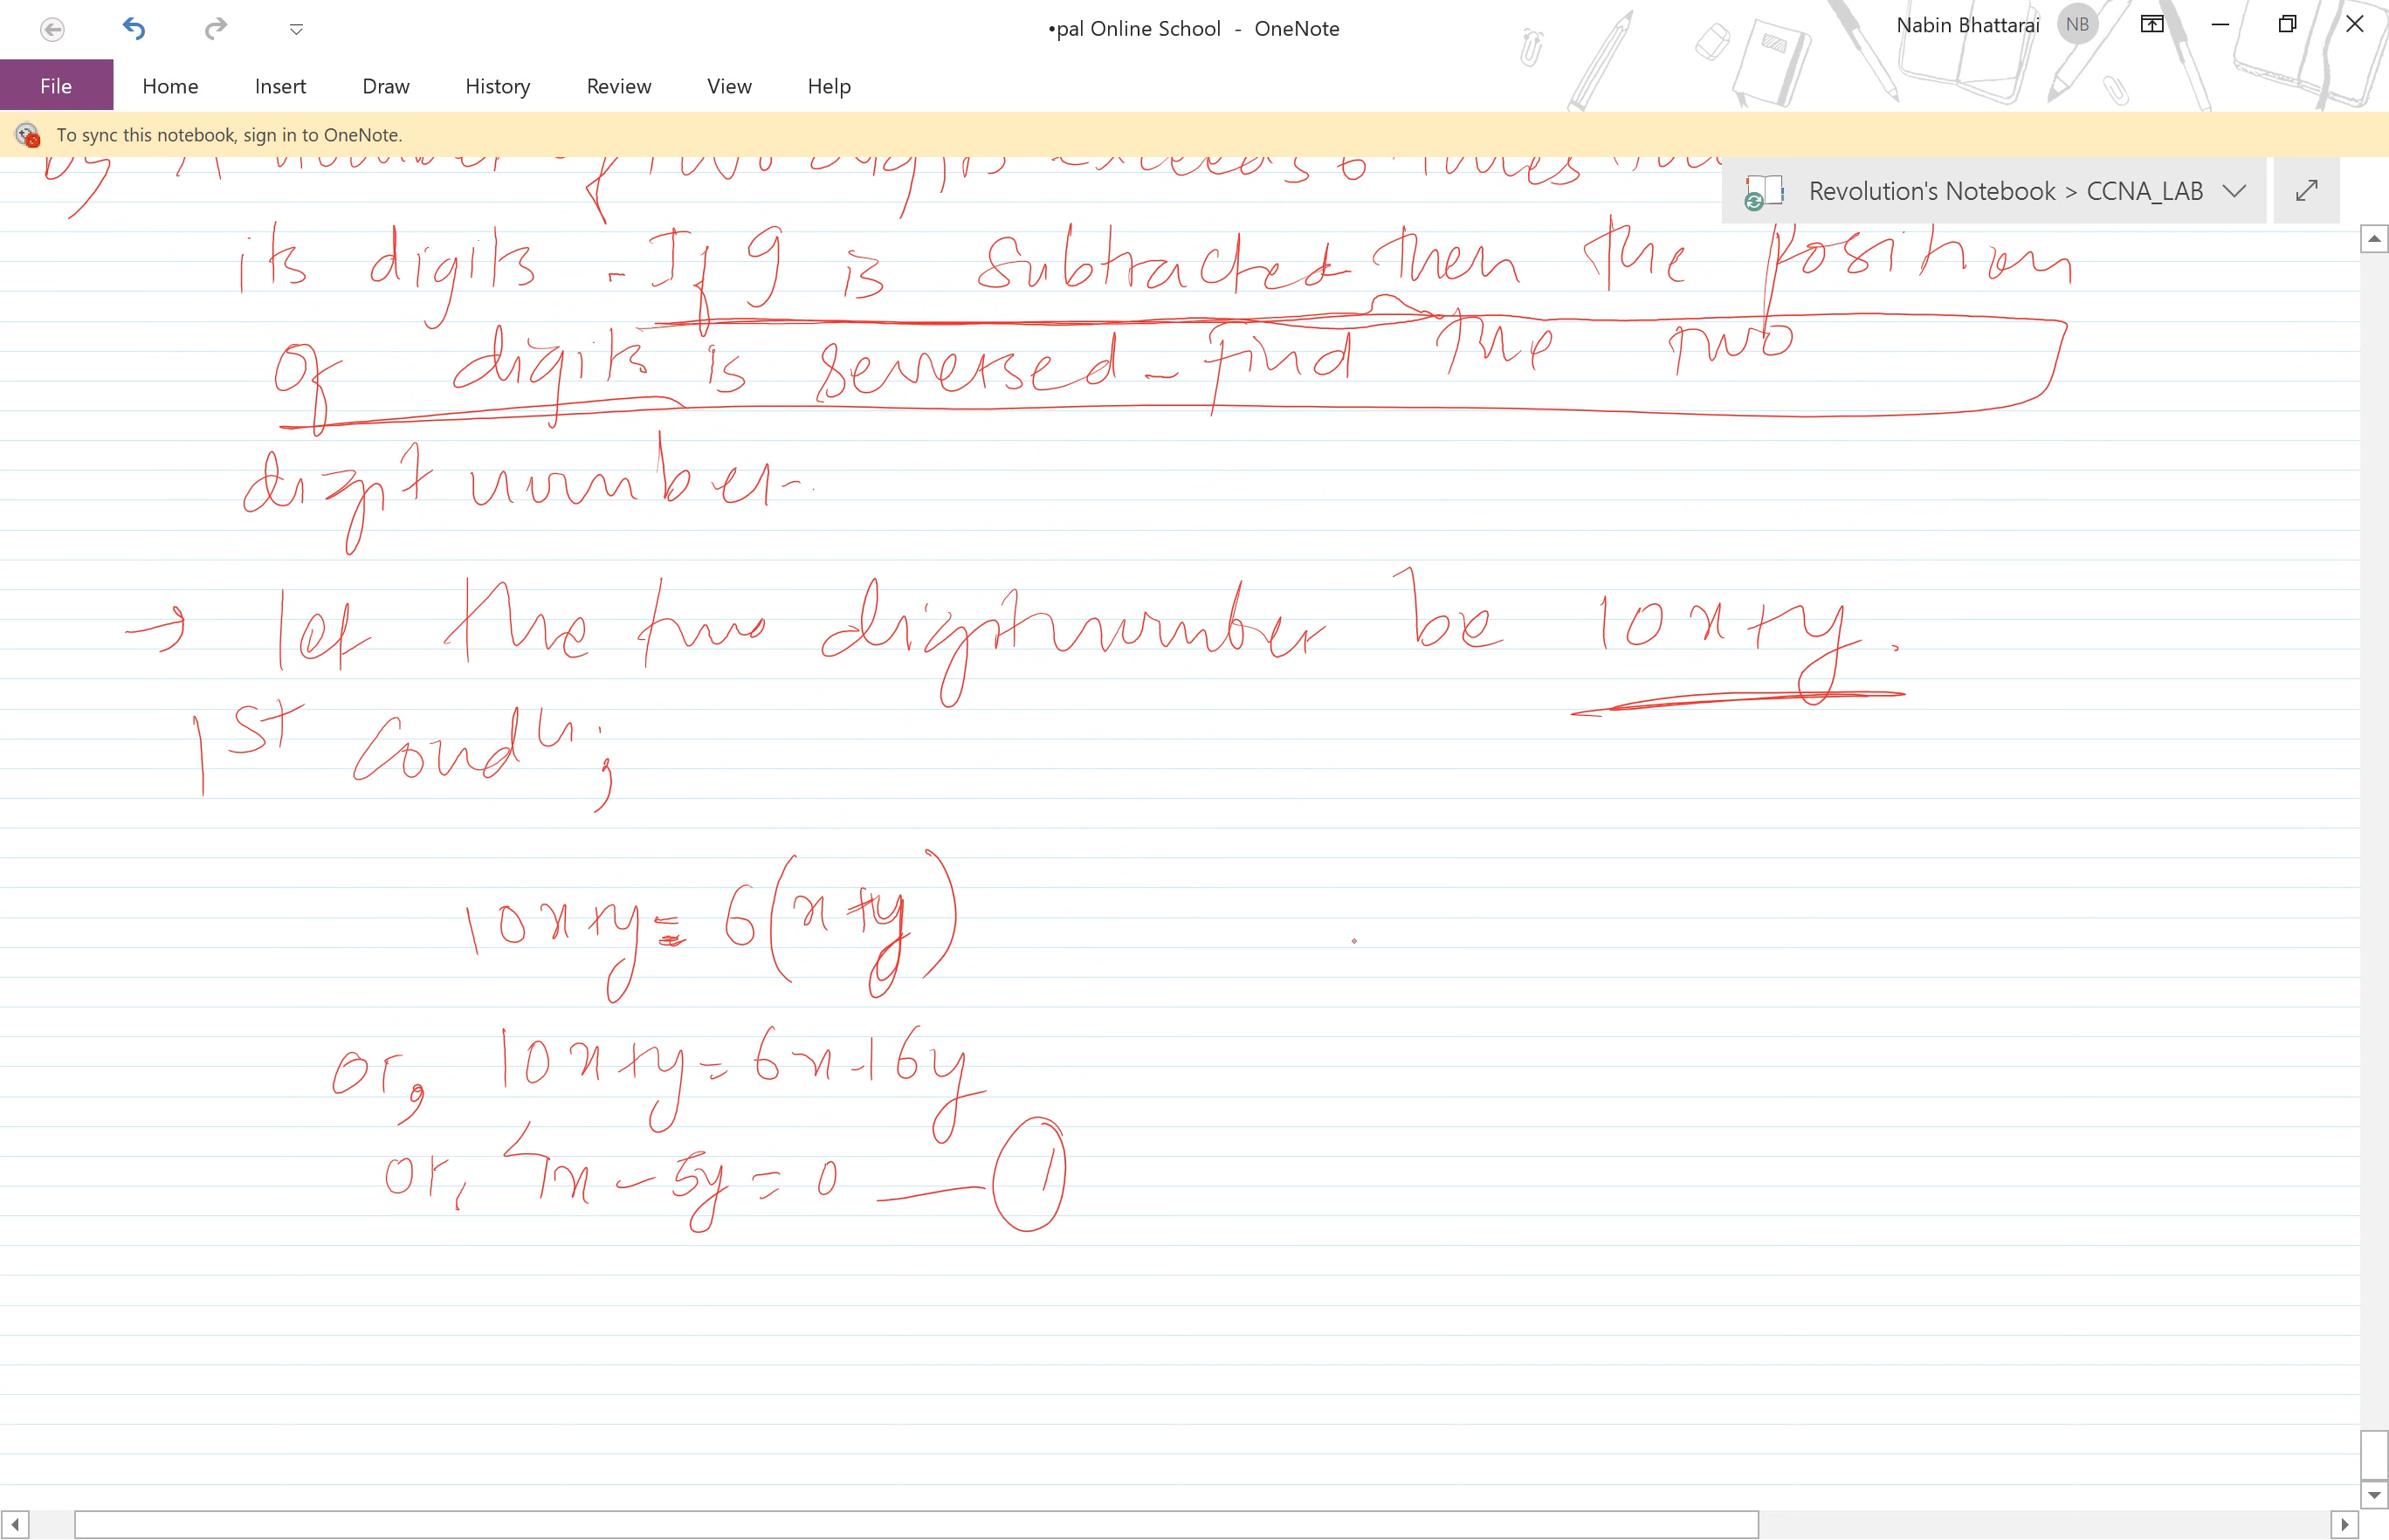 •pal Online School - OneNote
Nabin Bhattarai NB
File Home Insert Draw History Review View Help
To sync this notebook, sign in to OneNote.
Revolution's Notebook > CCNA_LAB
its digits. If 9 is subtracted then the position
of digits is reversed. Find the two
digit number.
→ let the two digit number be 10x+y.
1st condn;
10x+y=6(x+y)
or, 10x+y=6x+6y
or, 4x-5y=0 — 1